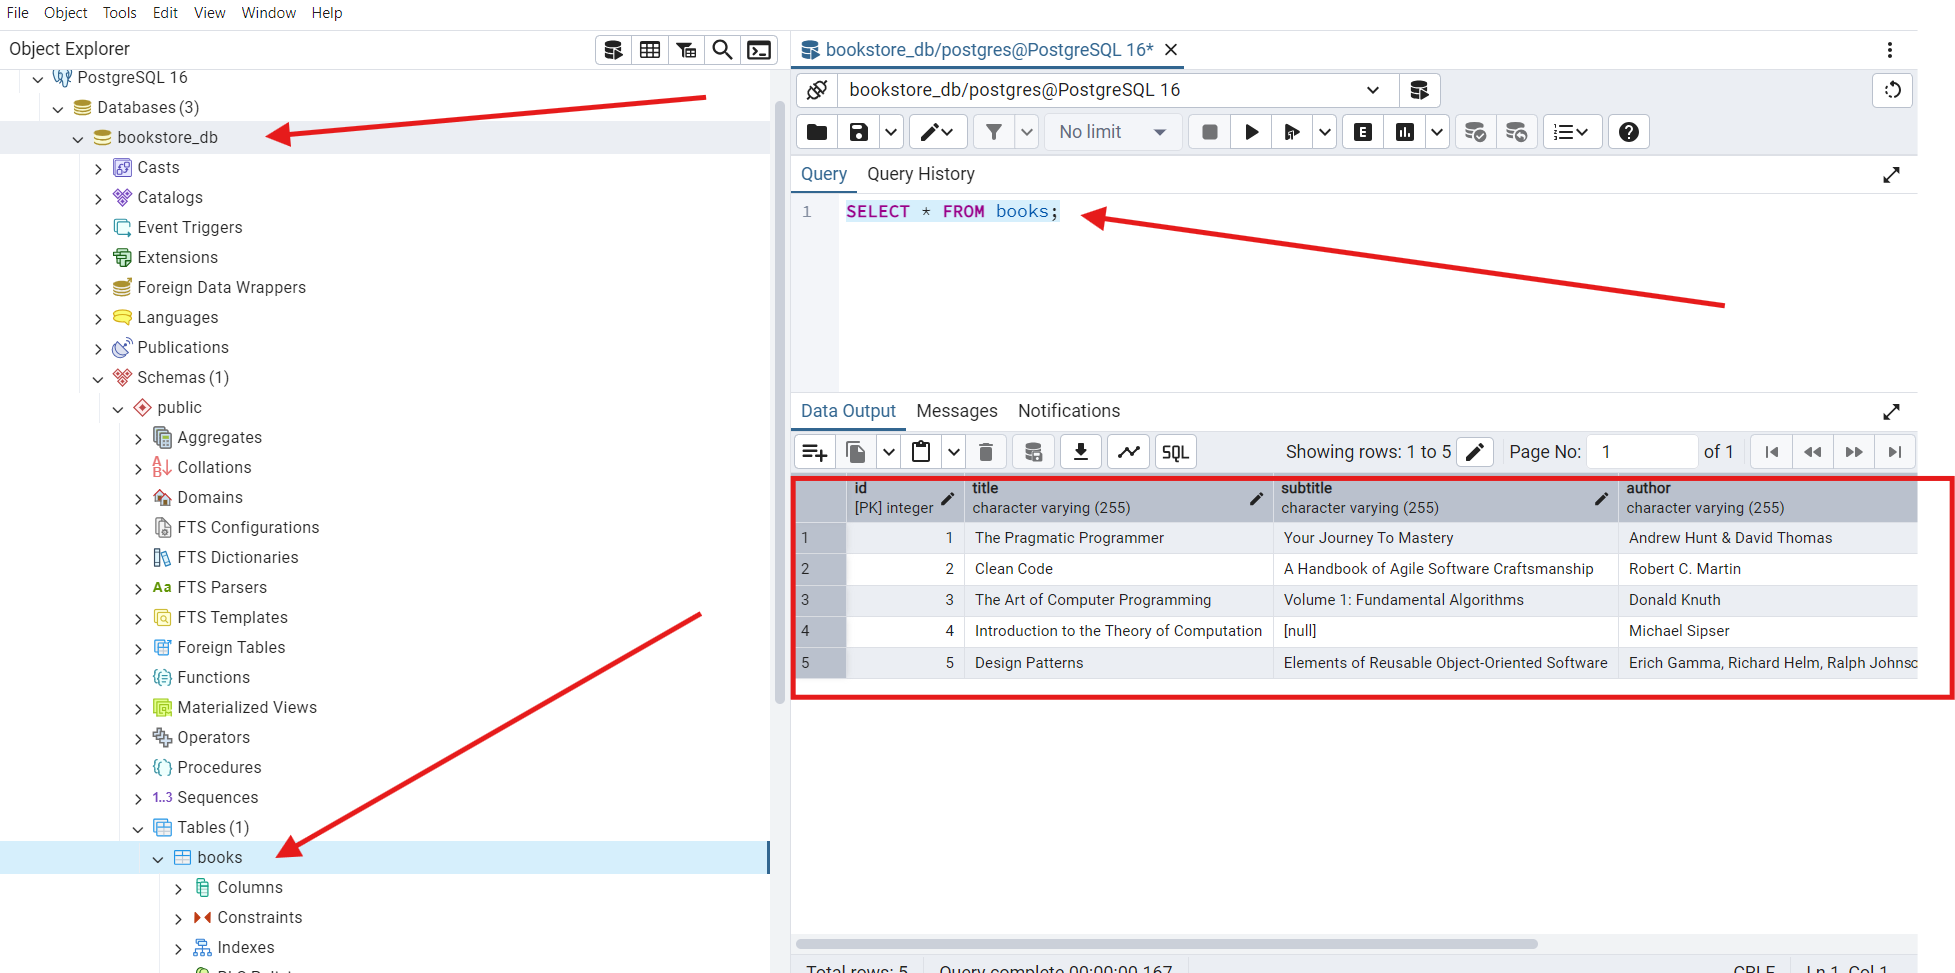 File Object Tools Edit View Window Help
Object Explorer
PostgreSQL 16
Databases (3)
bookstore_db
Casts
Catalogs
Event Triggers
Extensions
Foreign Data Wrappers
Languages
Publications
Schemas (1)
public
Aggregates
Collations
Domains
FTS Configurations
FTS Dictionaries
Aa FTS Parsers
FTS Templates
Foreign Tables
Functions
Materialized Views
Operators
Procedures
1..3 Sequences
Tables (1)
books
Columns
Constraints
Indexes
bookstore_db/postgres@PostgreSQL 16*
bookstore_db/postgres@PostgreSQL 16
No limit
E
Query Query History
1 SELECT * FROM books;
Data Output Messages Notifications
SQL Showing rows: 1 to 5 Page No: 1 of 1
id title subtitle author
[PK] integer character varying (255) character varying (255) character varying (255)
1 1 The Pragmatic Programmer Your Journey To Mastery Andrew Hunt & David Thomas
2 2 Clean Code A Handbook of Agile Software Craftsmanship Robert C. Martin
3 3 The Art of Computer Programming Volume 1: Fundamental Algorithms Donald Knuth
4 4 Introduction to the Theory of Computation [null] Michael Sipser
5 5 Design Patterns Elements of Reusable Object-Oriented Software Erich Gamma, Richard Helm, Ralph Johnsc
Total rows: 5 Query complete 00:00:00.167 CRLF Ln 1, Col 1